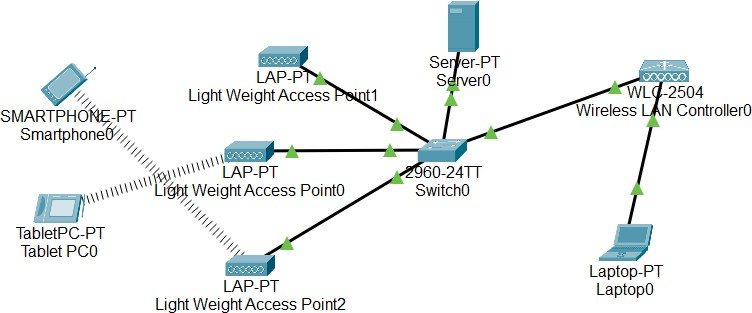 LAP-PT
Light Weight Access Point1
Server-PT
Server0
WLC-2504
Wireless LAN Controller0
SMARTPHONE-PT
Smartphone0
LAP-PT
Light Weight Access Point0
2960-24TT
Switch0
TabletPC-PT
Tablet PC0
LAP-PT
Light Weight Access Point2
Laptop-PT
Laptop0